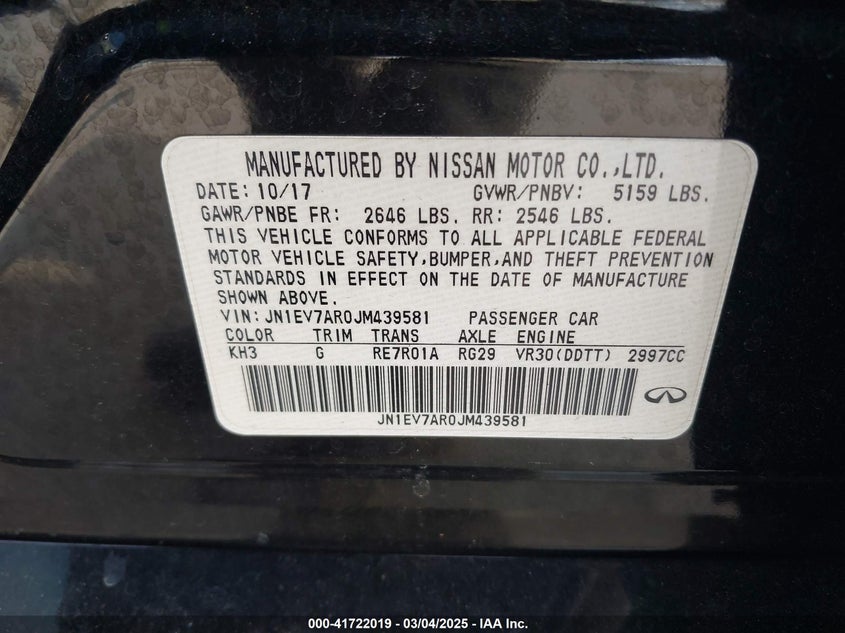 MANUFACTURED BY NISSAN MOTOR CO.,LTD.
DATE: 10/17 GVWR/PNBV: 5159 LBS.
GAWR/PNBE FR: 2646 LBS. RR: 2546 LBS.
THIS VEHICLE CONFORMS TO ALL APPLICABLE FEDERAL
MOTOR VEHICLE SAFETY,BUMPER,AND THEFT PREVENTION
STANDARDS IN EFFECT ON THE DATE OF MANUFACTURE
SHOWN ABOVE.
VIN: JN1EV7AR0JM439581 PASSENGER CAR
COLOR TRIM TRANS AXLE ENGINE
KH3 G RE7R01A RG29 VR30(DDTT) 2997CC
JN1EV7AR0JM439581
000-41722019 - 03/04/2025 - IAA Inc.